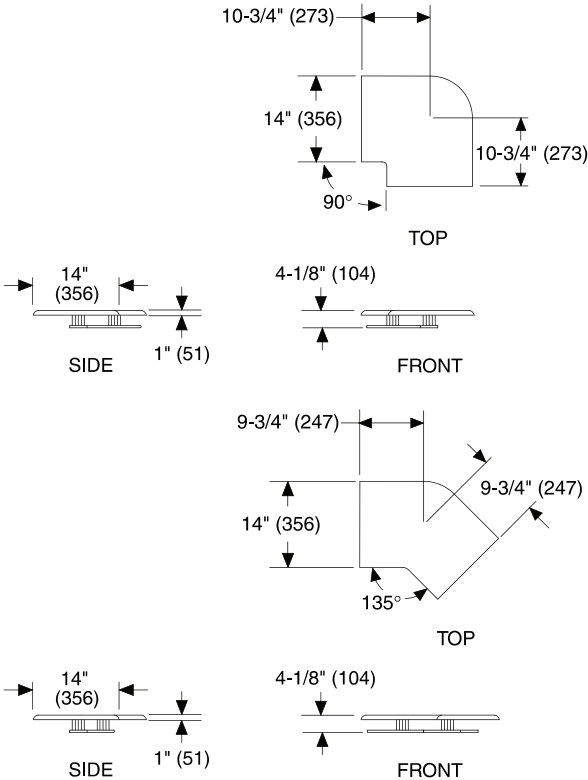 10-3/4" (273)
14" (356)
10-3/4" (273)
90°
TOP
14"
(356)
4-1/8" (104)
1" (51)
SIDE
FRONT
9-3/4" (247)
9-3/4" (247)
14" (356)
135°
TOP
14"
(356)
4-1/8" (104)
1" (51)
SIDE
FRONT